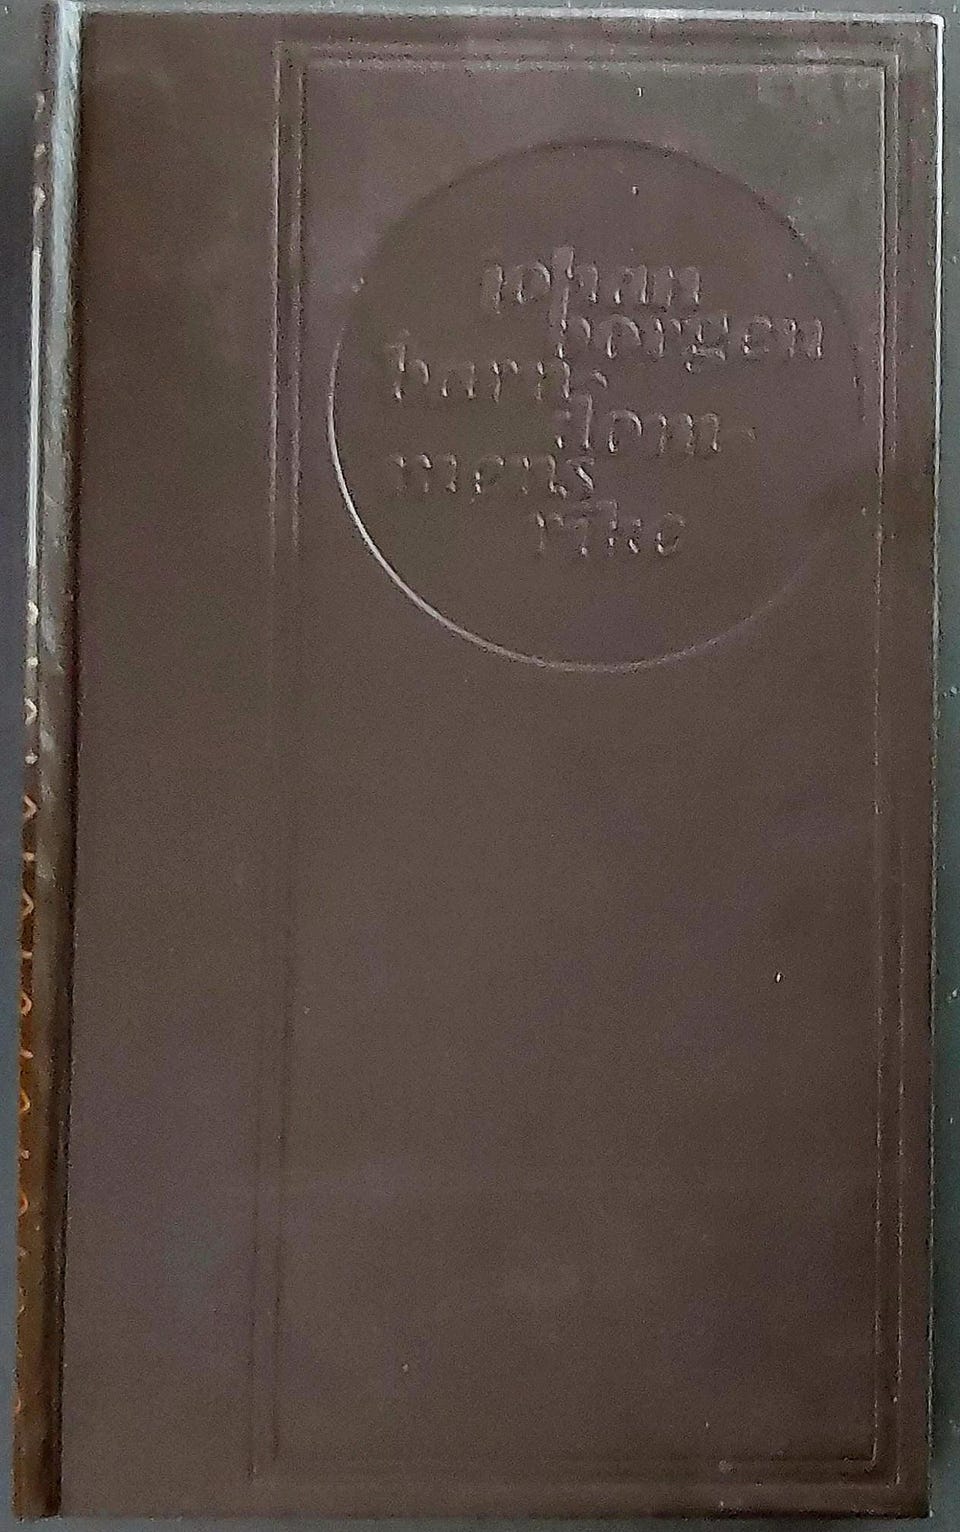 johan
borgen
barn-
dom-
mens
rike